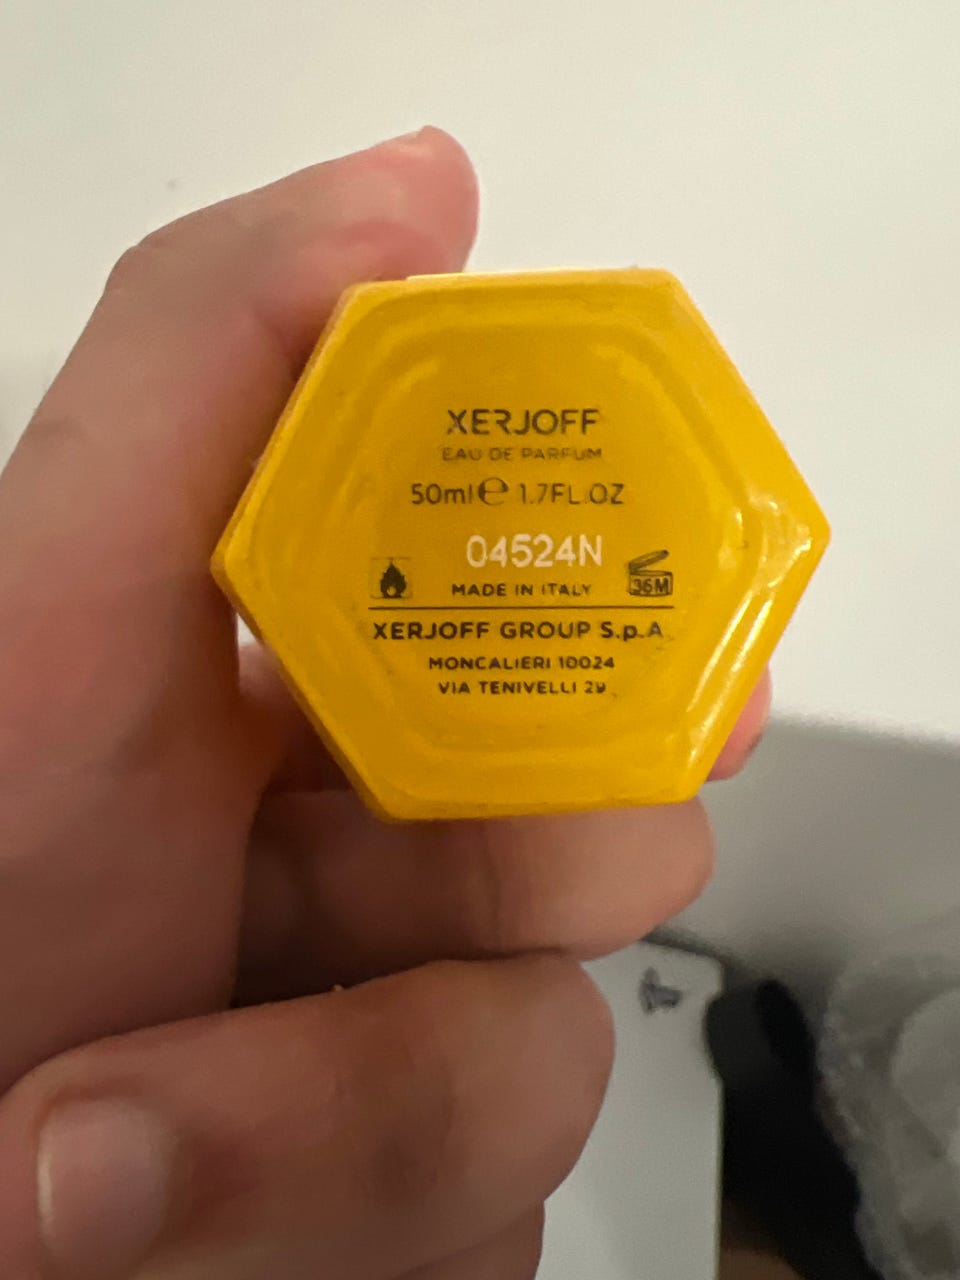 XERJOFF
EAU DE PARFUM
50ml℮ 1.7FL.OZ
04524N
36M
MADE IN ITALY
XERJOFF GROUP S.p.A
MONCALIERI 10024
VIA TENIVELLI 29